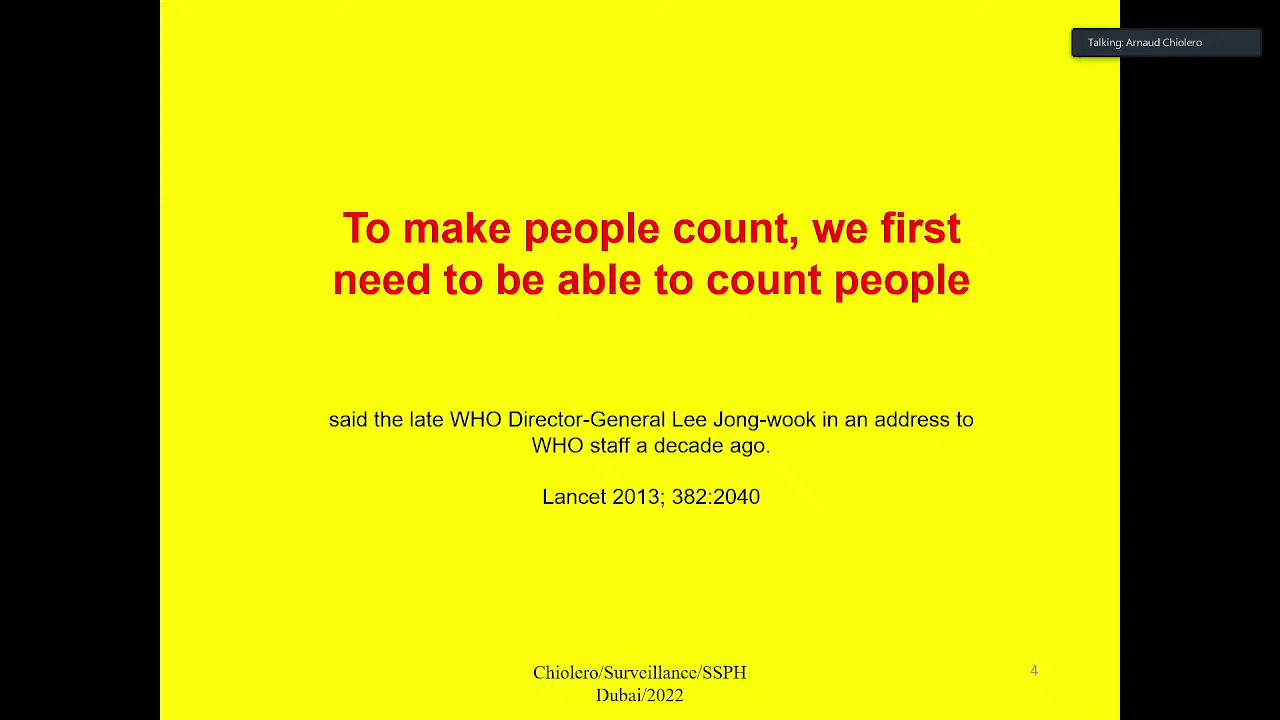 Talking: Arnaud Chiolero
To make people count, we first
need to be able to count people
said the late WHO Director-General Lee Jong-wook in an address to
WHO staff a decade ago.
Lancet 2013; 382:2040
Chiolero/Surveillance/SSPH
Dubai/2022
4